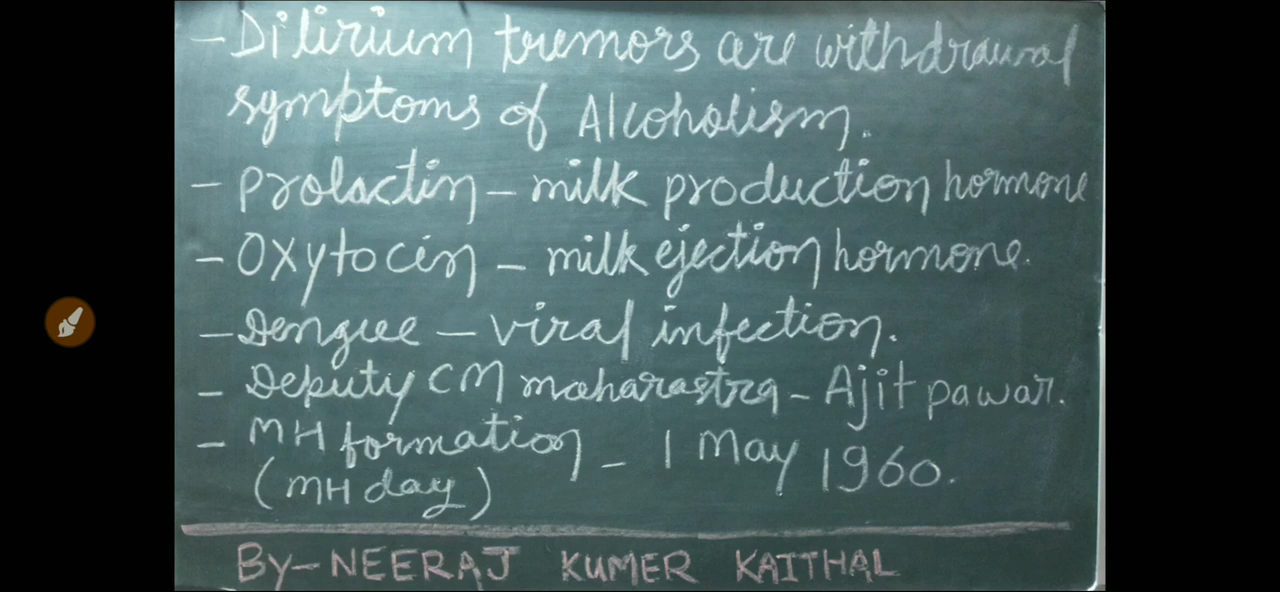 - Dilirium tremors are withdrawal
symptoms of Alcoholism.
- Prolactin - milk production hormone
- Oxytocin - milk ejection hormone.
- Dengue - viral infection.
- Deputy CM maharastra - Ajit pawar.
- MH formation - 1 May 1960.
(MH day)
By - NEERAJ KUMER KAITHAL